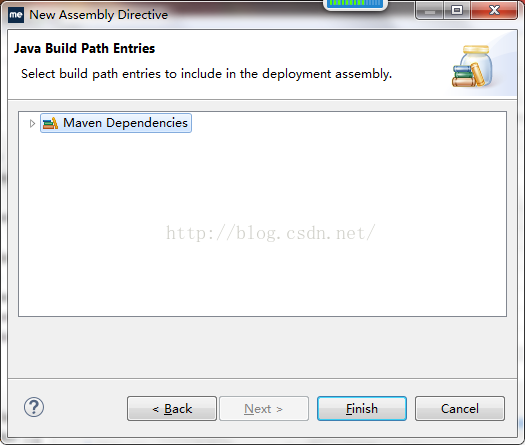 me New Assembly Directive
Java Build Path Entries
Select build path entries to include in the deployment assembly.
Maven Dependencies
http://blog.csdn.net/
?
< Back
Next >
Finish
Cancel